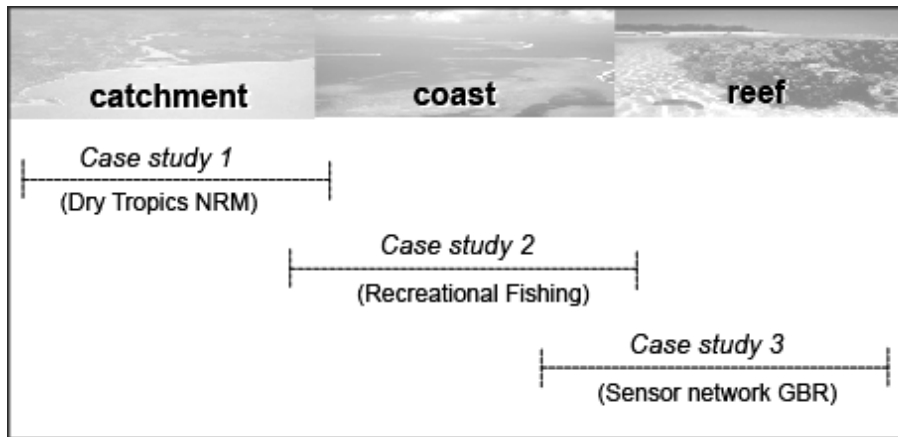 catchment coast reef
Case study 1
(Dry Tropics NRM)
Case study 2
(Recreational Fishing)
Case study 3
(Sensor network GBR)